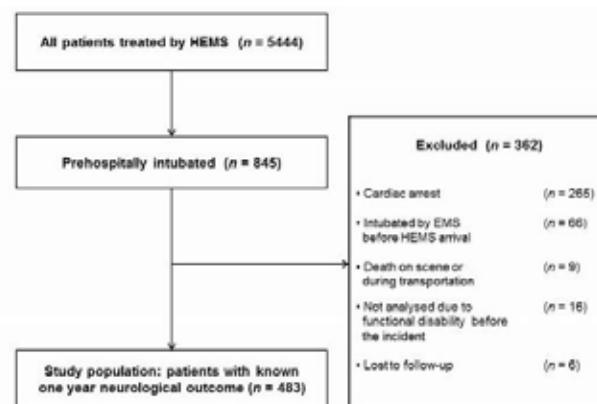 All patients treated by HEMS (n = 5444)
Prehospitally intubated (n = 845)
Excluded (n = 362)
• Cardiac arrest (n = 265)
• Intubated by EMS (n = 66)
before HEMS arrival
• Death on scene or (n = 9)
during transportation
• Not analysed due to (n = 16)
functional disability before
the incident
• Lost to follow-up (n = 6)
Study population: patients with known
one year neurological outcome (n = 483)